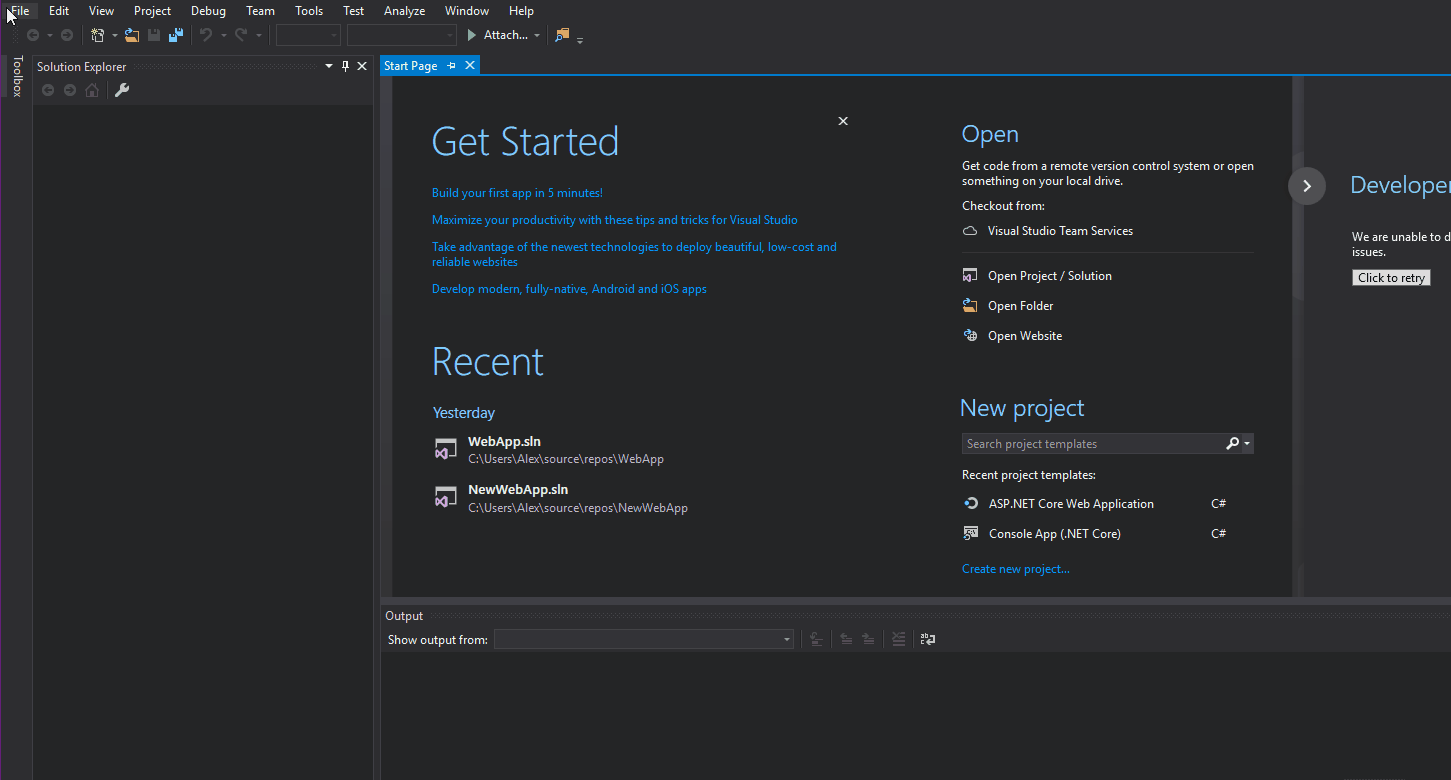 File Edit View Project Debug Team Tools Test Analyze Window Help
Attach...
Toolbox
Solution Explorer
Start Page
Get Started
Build your first app in 5 minutes!
Maximize your productivity with these tips and tricks for Visual Studio
Take advantage of the newest technologies to deploy beautiful, low-cost and
reliable websites
Develop modern, fully-native, Android and iOS apps
Recent
Yesterday
WebApp.sln
C:\Users\Alex\source\repos\WebApp
NewWebApp.sln
C:\Users\Alex\source\repos\NewWebApp
Open
Get code from a remote version control system or open
something on your local drive.
Checkout from:
Visual Studio Team Services
Open Project / Solution
Open Folder
Open Website
New project
Search project templates
Recent project templates:
ASP.NET Core Web Application C#
Console App (.NET Core) C#
Create new project...
Developer
We are unable to d
issues.
Click to retry
Output
Show output from: